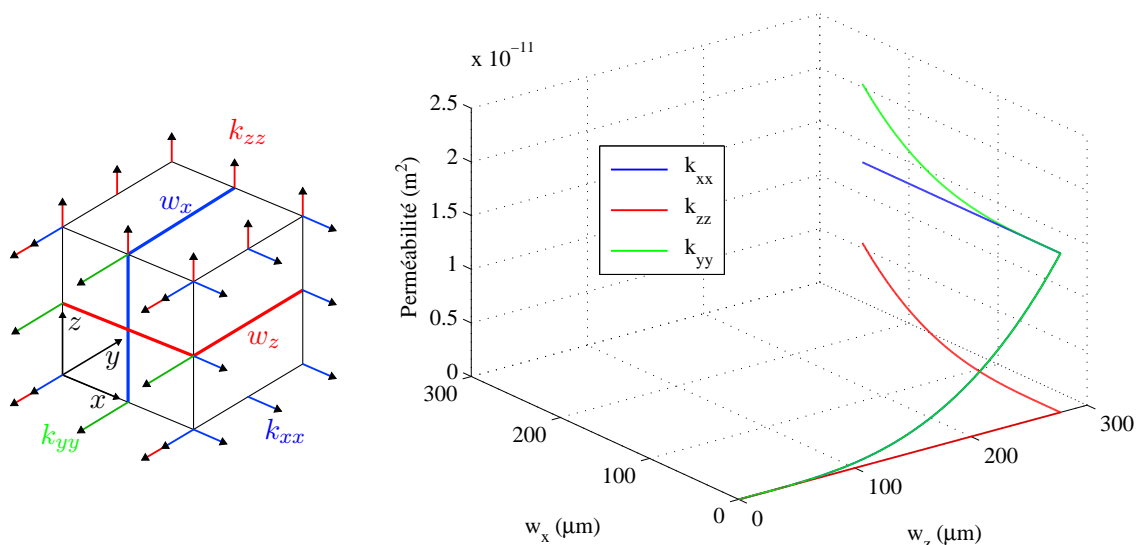 k_zz
w_x
w_z
z
y
x
k_yy
k_xx
x 10^−11
Perméabilité (m²)
2.5
2
1.5
1
0.5
0
k_xx
k_zz
k_yy
300
200
100
0
w_x (μm)
0
100
200
300
w_z (μm)